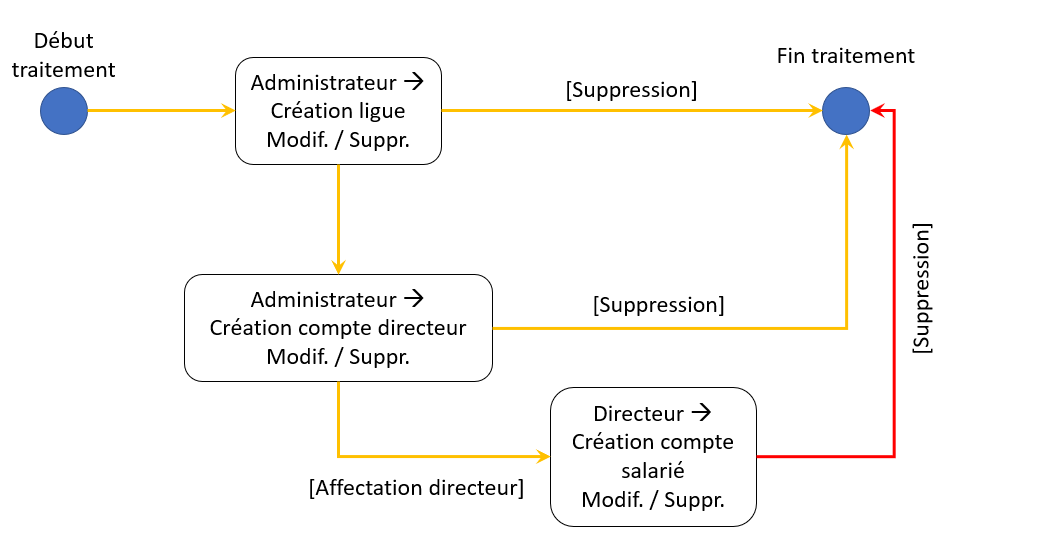 Début
traitement
Fin traitement
Administrateur →
Création ligue
Modif. / Suppr.
[Suppression]
Administrateur →
Création compte directeur
Modif. / Suppr.
[Suppression]
[Suppression]
Directeur →
Création compte
salarié
Modif. / Suppr.
[Affectation directeur]